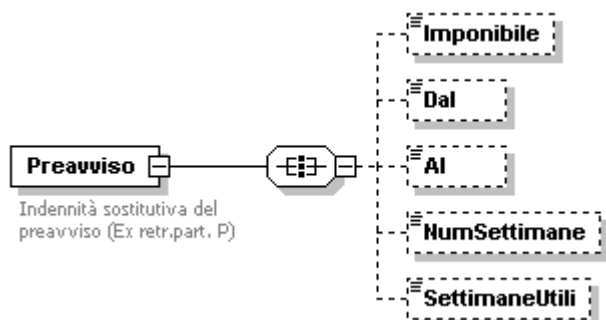 Imponibile
Dal
Al
Preavviso
Indennità sostitutiva del
preavviso (Ex retr.part. P)
NumSettimane
SettimaneUtili